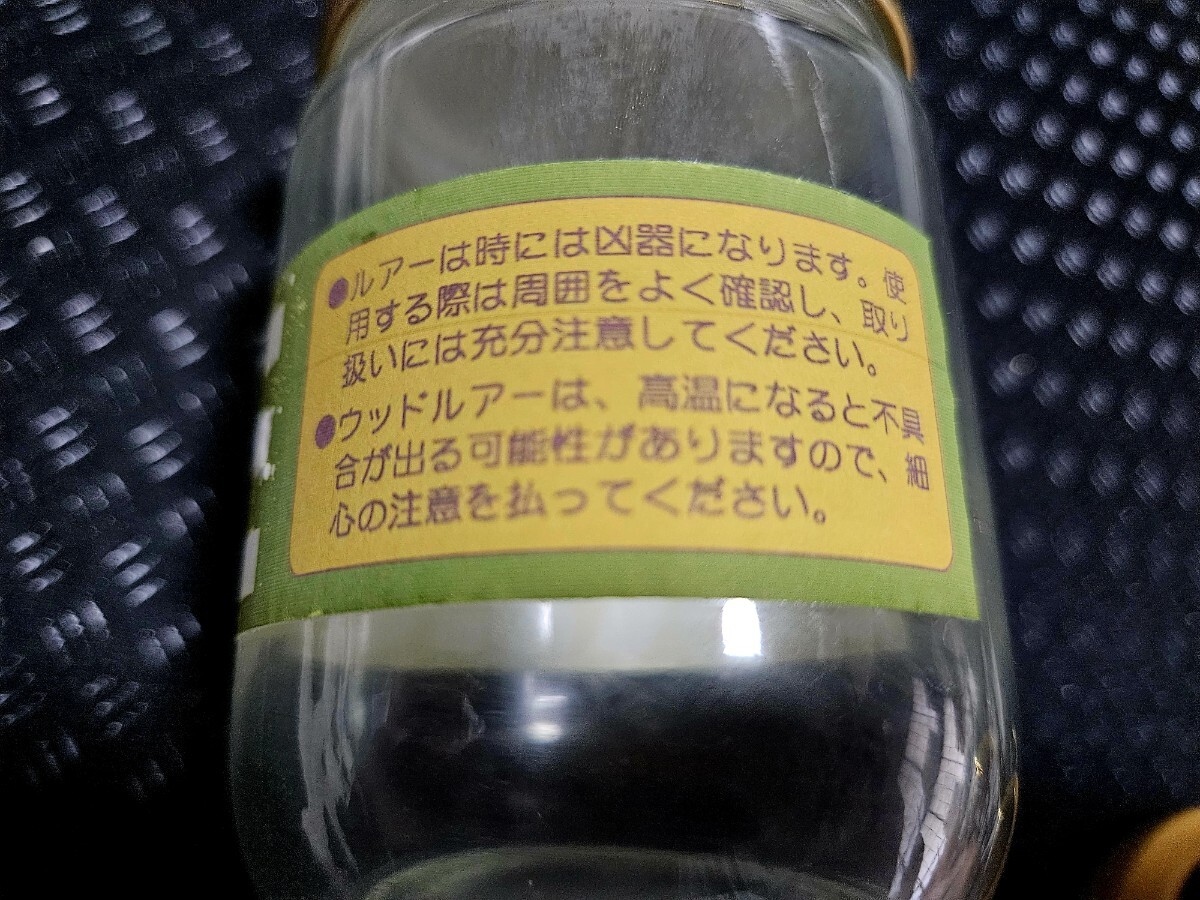 ●ルアーは時には凶器になります。使
用する際は周囲をよく確認し、取り
扱いには充分注意してください。
●ウッドルアーは、高温になると不具
合が出る可能性がありますので、細
心の注意を払ってください。